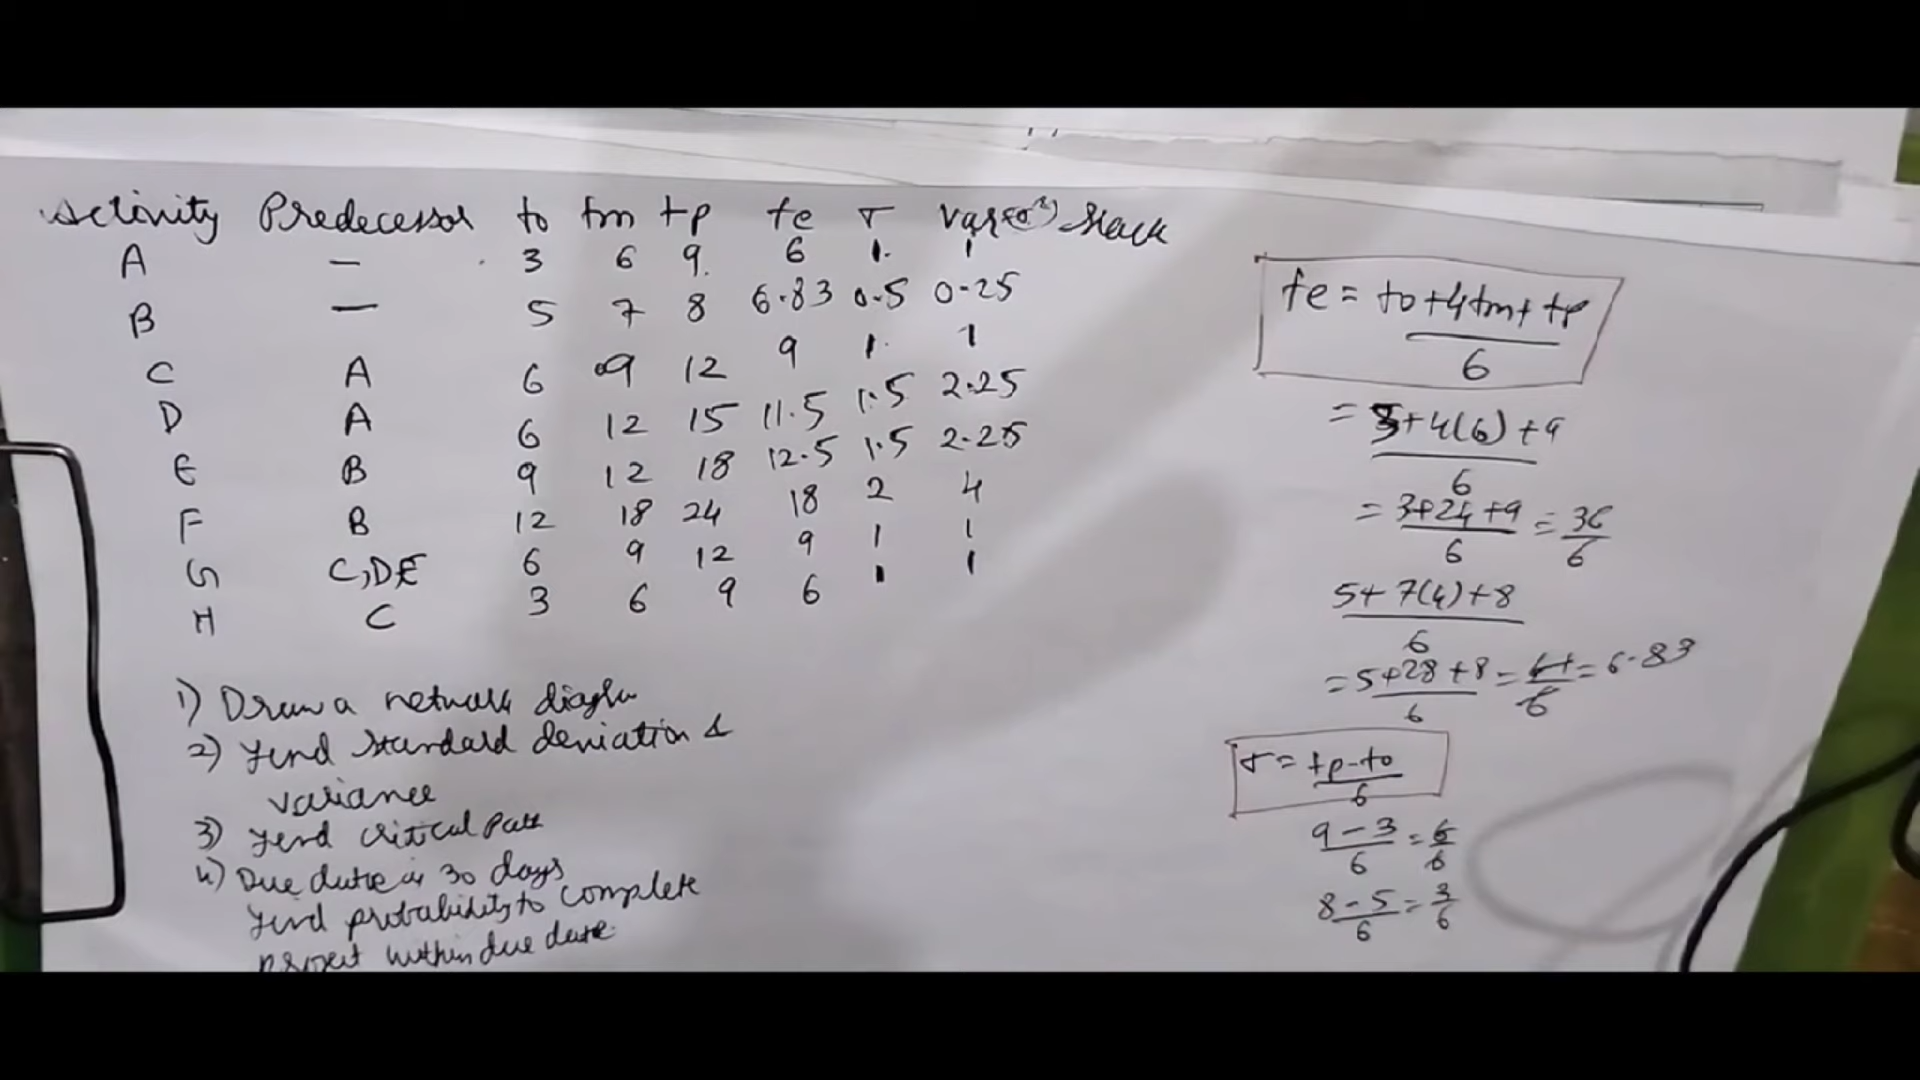 Activity Predecessor to tm tp te σ Var(σ²) slack
A – 3 6 9 6 1 1
B – 5 7 8 6.83 0.5 0.25
C A 6 9 12 9 1 1
D A 6 12 15 11.5 1.5 2.25
E B 9 12 18 12.5 1.5 2.25
F B 12 18 24 18 2 4
G C,DE 6 9 12 9 1 1
H C 3 6 9 6 1 1
1) Draw a network
2) Find standard deviation &
variance
3) Find critical path
4) Due date is 30 days
find probability to complete
project within due date.
te = to+4tm+tp
6
= 3+4(6)+9
6
= 3+24+9 = 36
6 6
5+7(4)+8
6
= 5+28+8 = 41 = 6.83
6 6
σ = tp-to
6
9-3 = 6
6 6
8-5 = 3
6 6